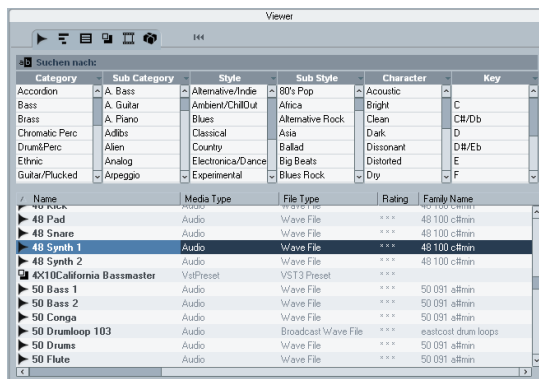 Viewer
Suchen nach:
Category Sub Category Style Sub Style Character Key
Accordion A. Bass Alternative/Indie 80's Pop Acoustic
Bass A. Guitar Ambient/ChillOut Africa Bright C
Brass A. Piano Blues Alternative Rock Clean C#/Db
Chromatic Perc Adlibs Classical Asia Dark D
Drum&Perc Alien Country Ballad Dissonant D#/Eb
Ethnic Analog Electronica/Dance Big Beats Distorted E
Guitar/Plucked Arpeggio Experimental Blues Rock Dry F
/ Name Media Type File Type Rating Family Name
48 Kick Audio Wave File 48 100 c#min
48 Pad Audio Wave File *** 48 100 c#min
48 Snare Audio Wave File *** 48 100 c#min
48 Synth 1 Audio Wave File *** 48 100 c#min
48 Synth 2 Audio Wave File *** 48 100 c#min
4X10California Bassmaster VstPreset VST3 Preset ***
50 Bass 1 Audio Wave File *** 50 091 a#min
50 Bass 2 Audio Wave File *** 50 091 a#min
50 Conga Audio Wave File *** 50 091 a#min
50 Drumloop 103 Audio Broadcast Wave File *** eastcost drum loops
50 Drums Audio Wave File *** 50 091 a#min
50 Flute Audio Wave File *** 50 091 a#min